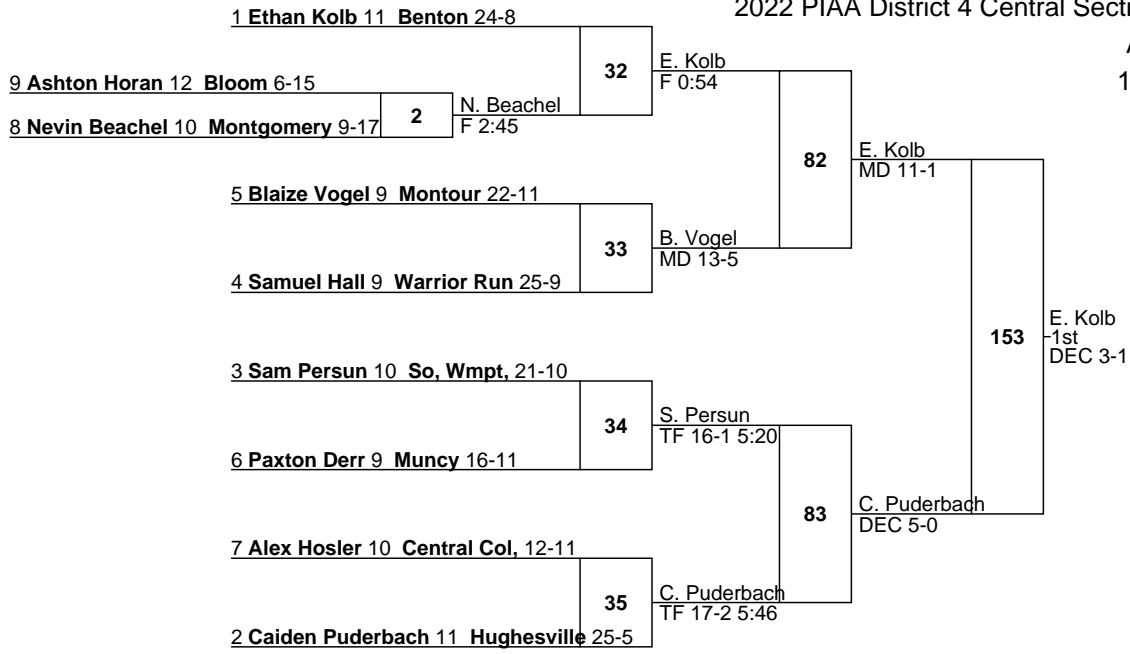 2022 PIAA District 4 Central Secti
1 Ethan Kolb 11 Benton 24-8
32
E. Kolb
F 0:54
9 Ashton Horan 12 Bloom 6-15
2
N. Beachel
F 2:45
8 Nevin Beachel 10 Montgomery 9-17
82
E. Kolb
MD 11-1
5 Blaize Vogel 9 Montour 22-11
33
B. Vogel
MD 13-5
4 Samuel Hall 9 Warrior Run 25-9
153
E. Kolb
1st
DEC 3-1
3 Sam Persun 10 So, Wmpt, 21-10
34
S. Persun
TF 16-1 5:20
6 Paxton Derr 9 Muncy 16-11
83
C. Puderbach
DEC 5-0
7 Alex Hosler 10 Central Col, 12-11
35
C. Puderbach
TF 17-2 5:46
2 Caiden Puderbach 11 Hughesville 25-5